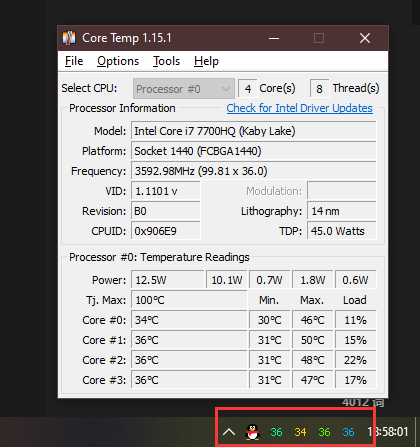 Core Temp 1.15.1
File Options Tools Help
Select CPU: Processor #0 4 Core(s) 8 Thread(s)
Processor Information Check for Intel Driver Updates
Model: Intel Core i7 7700HQ (Kaby Lake)
Platform: Socket 1440 (FCBGA1440)
Frequency: 3592.98MHz (99.81 x 36.0)
VID: 1.1101 v Modulation:
Revision: B0 Lithography: 14 nm
CPUID: 0x906E9 TDP: 45.0 Watts
Processor #0: Temperature Readings
Power: 12.5W 10.1W 0.7W 1.8W 0.6W
Tj. Max: 100°C Min. Max. Load
Core #0: 34°C 30°C 46°C 11%
Core #1: 36°C 31°C 50°C 15%
Core #2: 36°C 31°C 48°C 22%
Core #3: 36°C 31°C 47°C 17%
4012 词
36 34 36 36 18:58:01